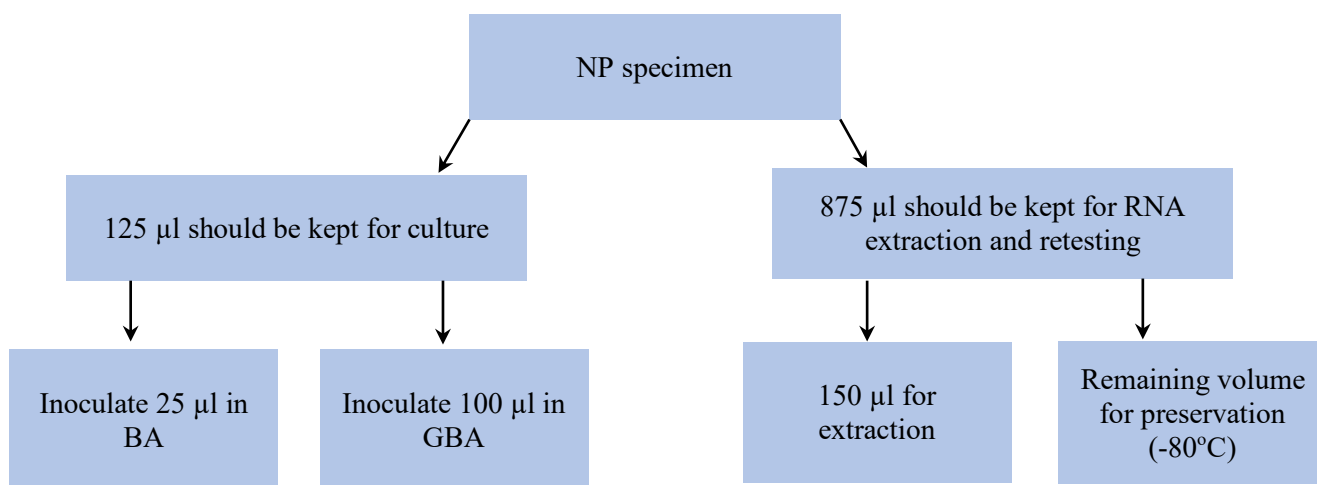 NP specimen
125 µl should be kept for culture
875 µl should be kept for RNA
extraction and retesting
Inoculate 25 µl in
BA
Inoculate 100 µl in
GBA
150 µl for
extraction
Remaining volume
for preservation
(-80ºC)